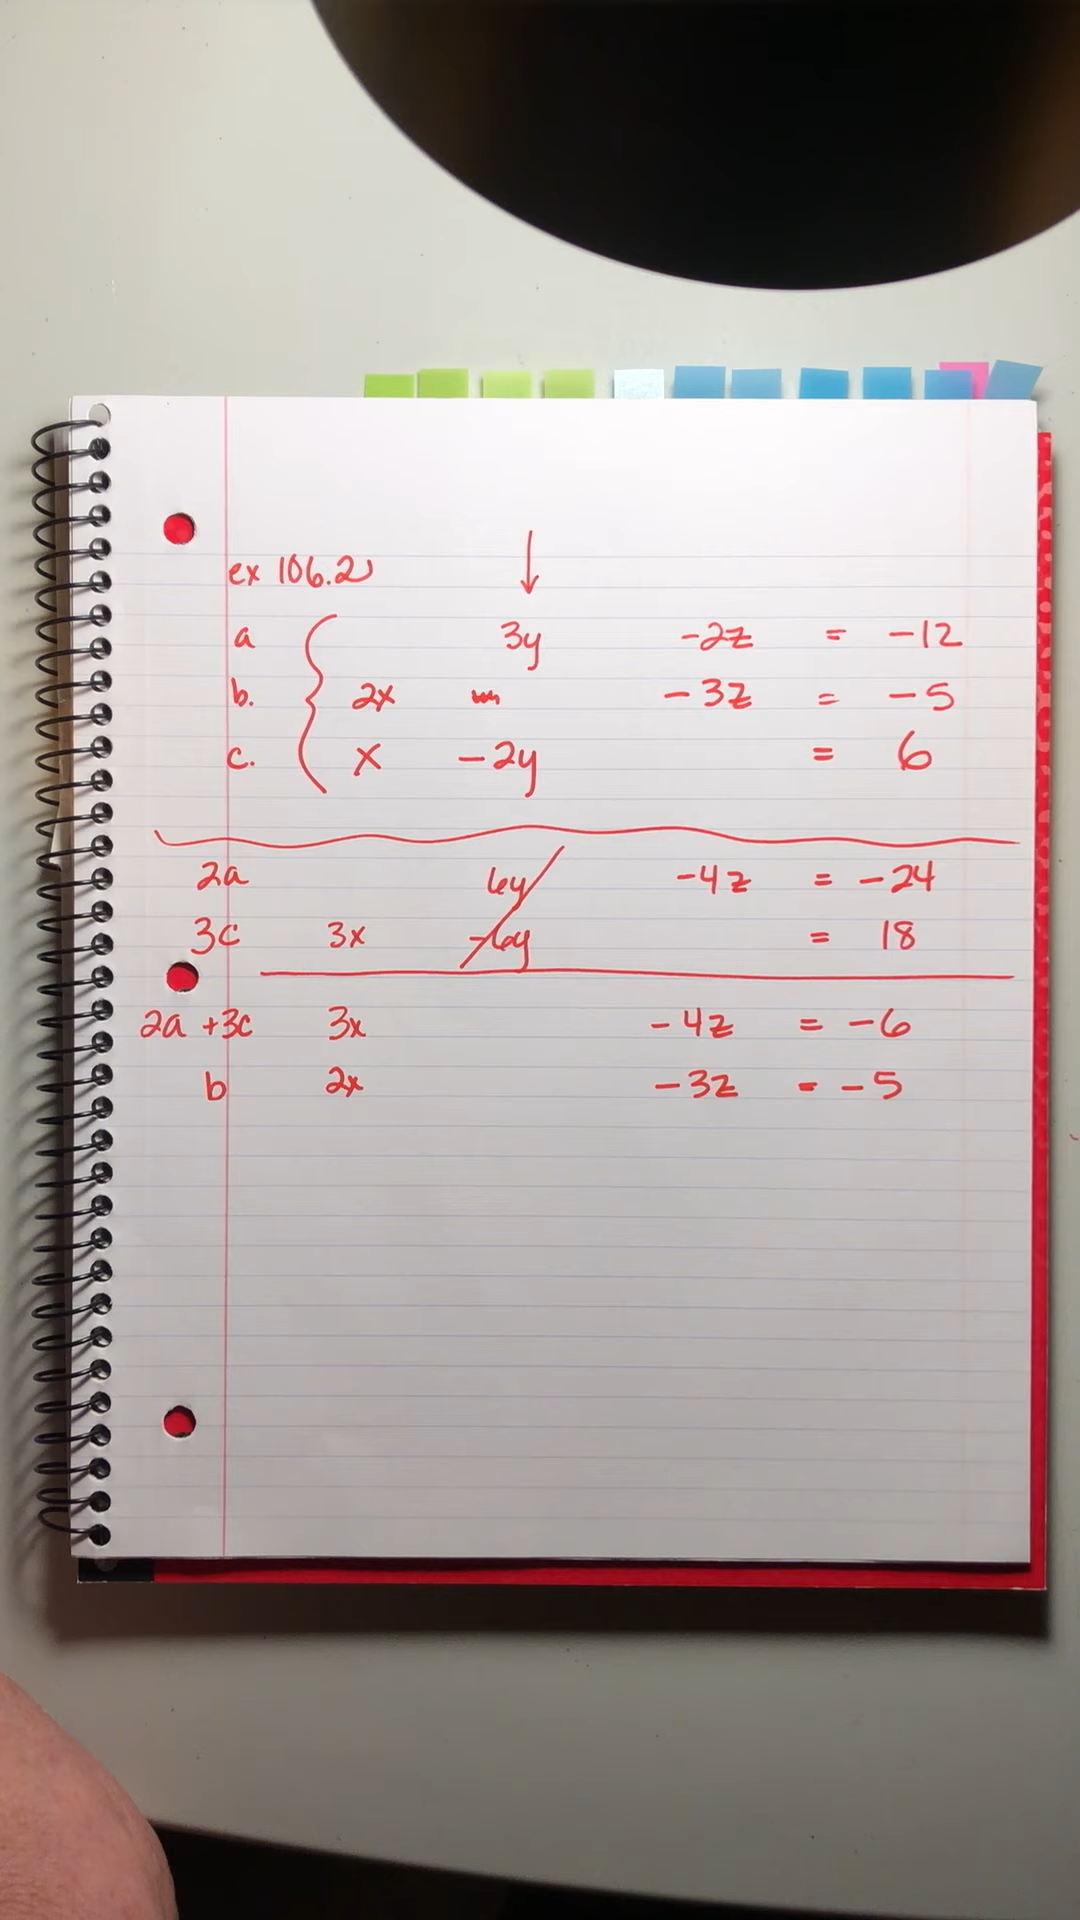 ex 106.2
a 3y -2z = -12
b. 2x -3z = -5
c. x -2y = 6
2a 6y -4z = -24
3c 3x -6y = 18
2a +3c 3x -4z = -6
b 2x -3z = -5